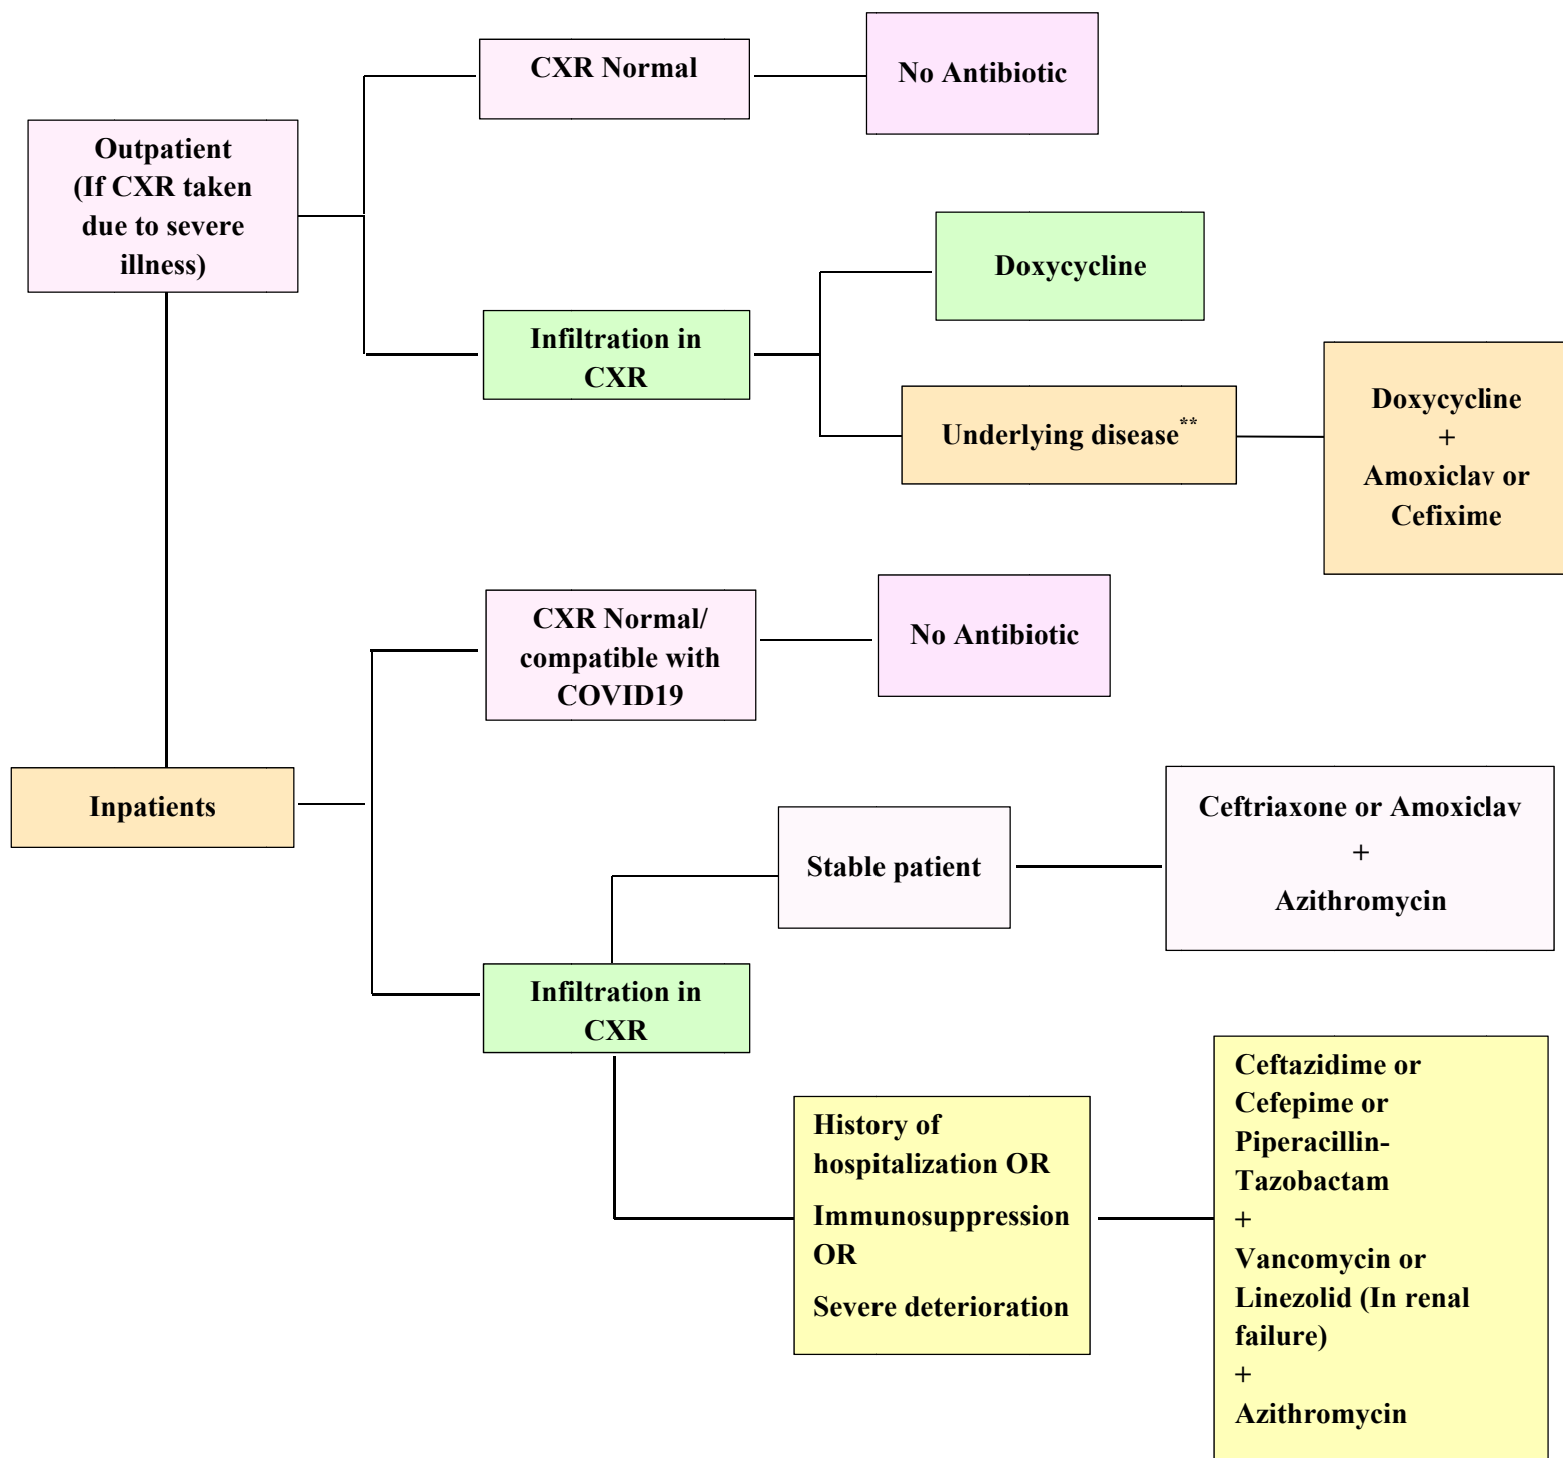 CXR Normal
No Antibiotic
Outpatient
(If CXR taken
due to severe
illness)
Doxycycline
Infiltration in
CXR
Underlying disease**
Doxycycline
+
Amoxiclav or
Cefixime
CXR Normal/
compatible with
COVID19
No Antibiotic
Inpatients
Stable patient
Ceftriaxone or Amoxiclav
+
Azithromycin
Infiltration in
CXR
History of
hospitalization OR
Immunosuppression
OR
Severe deterioration
Ceftazidime or
Cefepime or
Piperacillin-
Tazobactam
+
Vancomycin or
Linezolid (In renal
failure)
+
Azithromycin